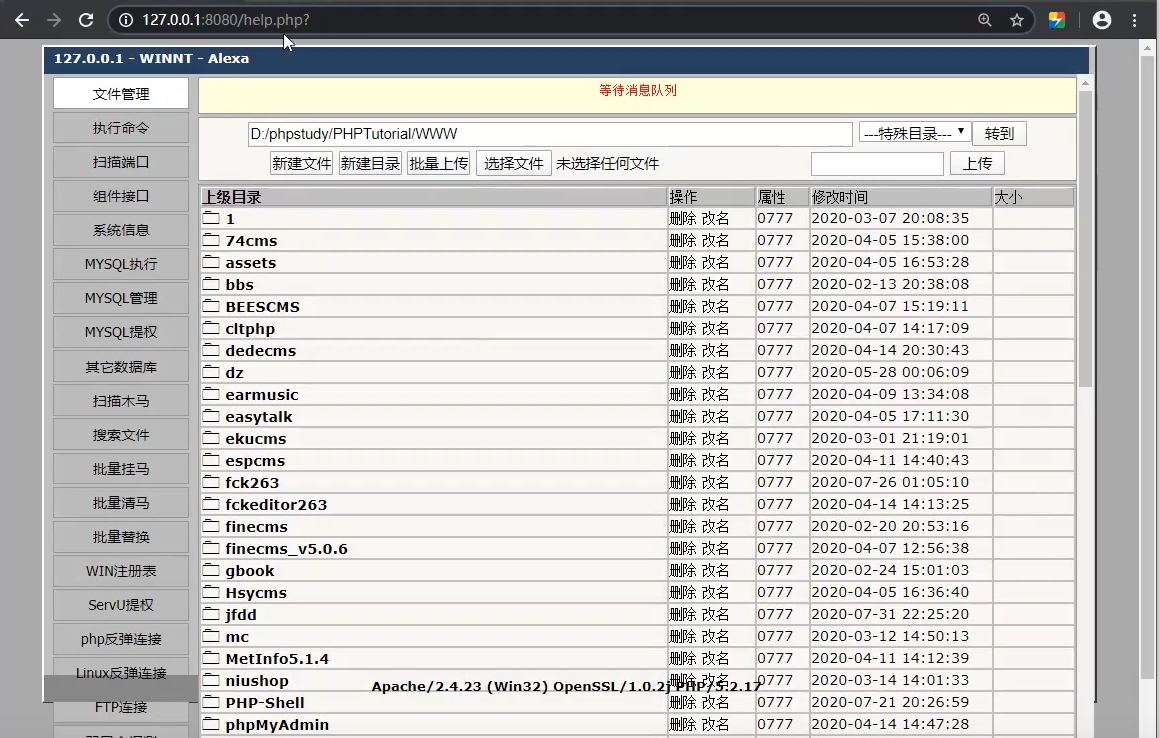 127.0.0.1:8080/help.php?
127.0.0.1 - WINNT - Alexa
文件管理
执行命令
扫描端口
组件接口
系统信息
MYSQL执行
MYSQL管理
MYSQL提权
其它数据库
扫描木马
搜索文件
批量挂马
批量清马
批量替换
WIN注册表
ServU提权
php反弹连接
Linux反弹连接
FTP连接
等待消息队列
D:/phpstudy/PHPTutorial/WWW ---特殊目录--- 转到
新建文件 新建目录 批量上传 选择文件 未选择任何文件 上传
上级目录 操作 属性 修改时间 大小
1 删除 改名 0777 2020-03-07 20:08:35
74cms 删除 改名 0777 2020-04-05 15:38:00
assets 删除 改名 0777 2020-04-05 16:53:28
bbs 删除 改名 0777 2020-02-13 20:38:08
BEESCMS 删除 改名 0777 2020-04-07 15:19:11
cltphp 删除 改名 0777 2020-04-07 14:17:09
dedecms 删除 改名 0777 2020-04-14 20:30:43
dz 删除 改名 0777 2020-05-28 00:06:09
earmusic 删除 改名 0777 2020-04-09 13:34:08
easytalk 删除 改名 0777 2020-04-05 17:11:30
ekucms 删除 改名 0777 2020-03-01 21:19:01
espcms 删除 改名 0777 2020-04-11 14:40:43
fck263 删除 改名 0777 2020-07-26 01:05:10
fckeditor263 删除 改名 0777 2020-04-14 14:13:25
finecms 删除 改名 0777 2020-02-20 20:53:16
finecms_v5.0.6 删除 改名 0777 2020-04-07 12:56:38
gbook 删除 改名 0777 2020-02-24 15:01:03
Hsycms 删除 改名 0777 2020-04-05 16:36:40
jfdd 删除 改名 0777 2020-07-31 22:25:20
mc 删除 改名 0777 2020-03-12 14:50:13
MetInfo5.1.4 删除 改名 0777 2020-04-11 14:12:39
niushop 删除 改名 0777 2020-03-14 14:01:33
Apache/2.4.23 (Win32) OpenSSL/1.0.2j PHP/5.2.17
PHP-Shell 删除 改名 0777 2020-07-21 20:26:59
phpMyAdmin 删除 改名 0777 2020-04-14 14:47:28